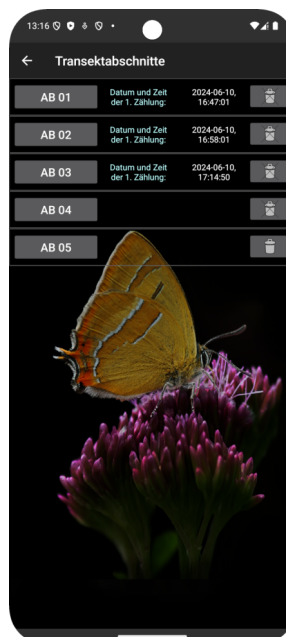 13:16
Transektabschnitte
AB 01
Datum und Zeit
der 1. Zählung:
2024-06-10,
16:47:01
AB 02
Datum und Zeit
der 1. Zählung:
2024-06-10,
16:58:01
AB 03
Datum und Zeit
der 1. Zählung:
2024-06-10,
17:14:50
AB 04
AB 05